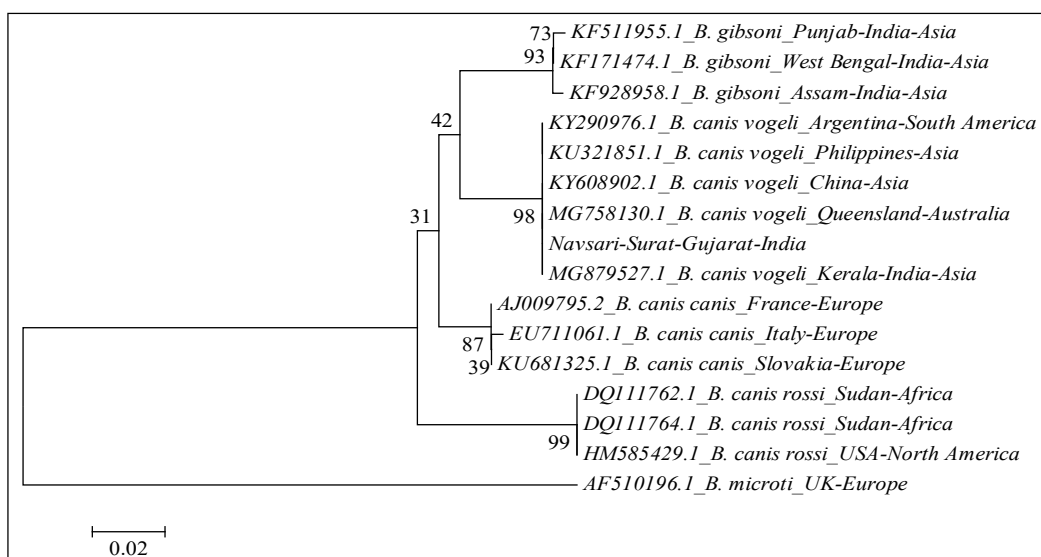 73
KF511955.1_B. gibsoni_Punjab-India-Asia
93
KF171474.1_B. gibsoni_West Bengal-India-Asia
KF928958.1_B. gibsoni_Assam-India-Asia
42
KY290976.1_B. canis vogeli_Argentina-South America
KU321851.1_B. canis vogeli_Philippines-Asia
KY608902.1_B. canis vogeli_China-Asia
31
98
MG758130.1_B. canis vogeli_Queensland-Australia
Navsari-Surat-Gujarat-India
MG879527.1_B. canis vogeli_Kerala-India-Asia
AJ009795.2_B. canis canis_France-Europe
EU711061.1_B. canis canis_Italy-Europe
87
39
KU681325.1_B. canis canis_Slovakia-Europe
DQ111762.1_B. canis rossi_Sudan-Africa
DQ111764.1_B. canis rossi_Sudan-Africa
99
HM585429.1_B. canis rossi_USA-North America
AF510196.1_B. microti_UK-Europe
0.02